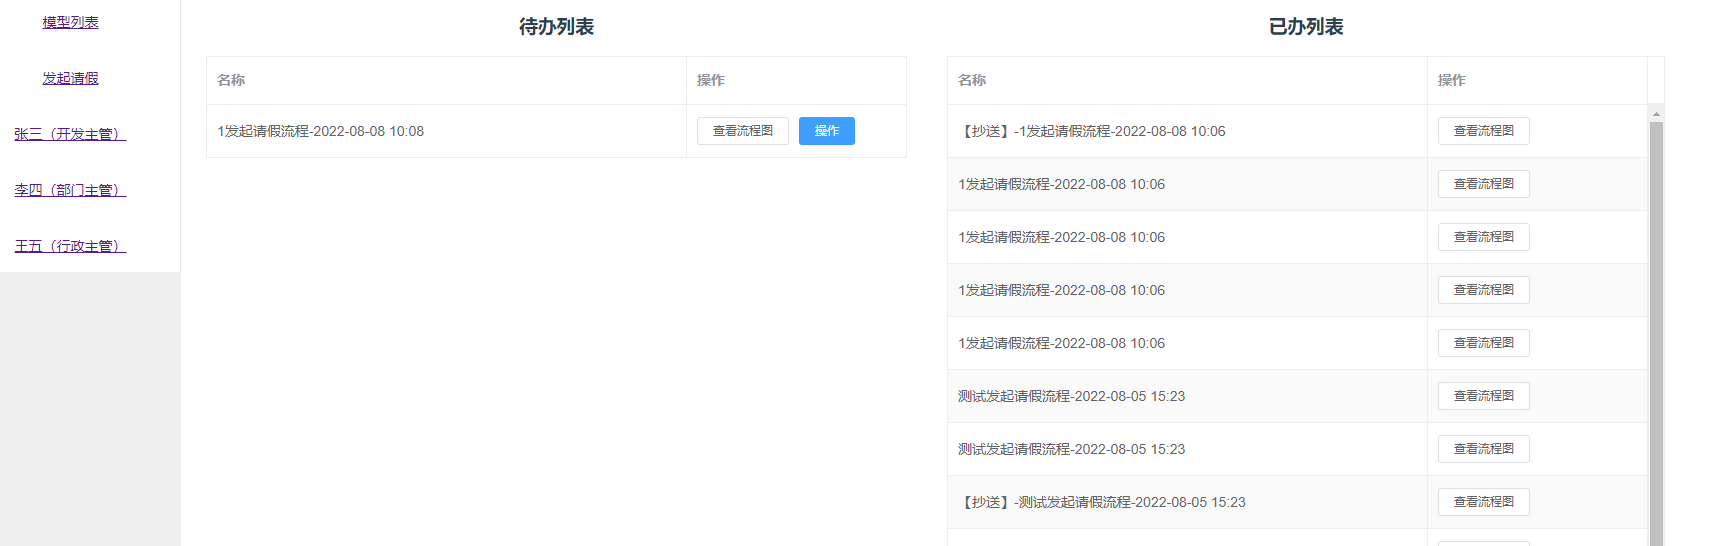 模型列表
发起请假
张三（开发主管）
李四（部门主管）
王五（行政主管）
待办列表
名称 操作
1发起请假流程-2022-08-08 10:08 查看流程图 操作
已办列表
名称 操作
【抄送】-1发起请假流程-2022-08-08 10:06 查看流程图
1发起请假流程-2022-08-08 10:06 查看流程图
1发起请假流程-2022-08-08 10:06 查看流程图
1发起请假流程-2022-08-08 10:06 查看流程图
1发起请假流程-2022-08-08 10:06 查看流程图
测试发起请假流程-2022-08-05 15:23 查看流程图
测试发起请假流程-2022-08-05 15:23 查看流程图
【抄送】-测试发起请假流程-2022-08-05 15:23 查看流程图